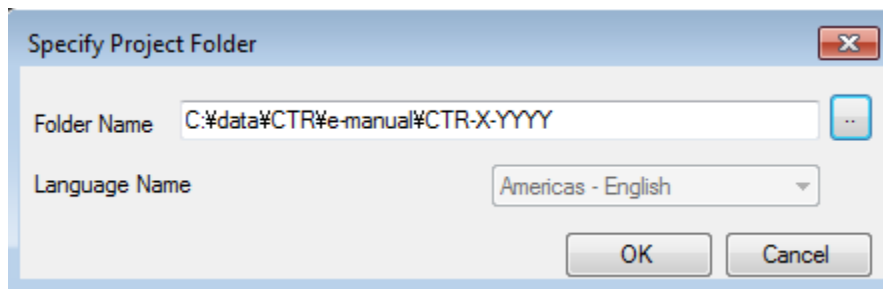 Specify Project Folder
Folder Name C:¥data¥CTR¥e-manual¥CTR-X-YYYY ..
Language Name Americas - English
OK Cancel